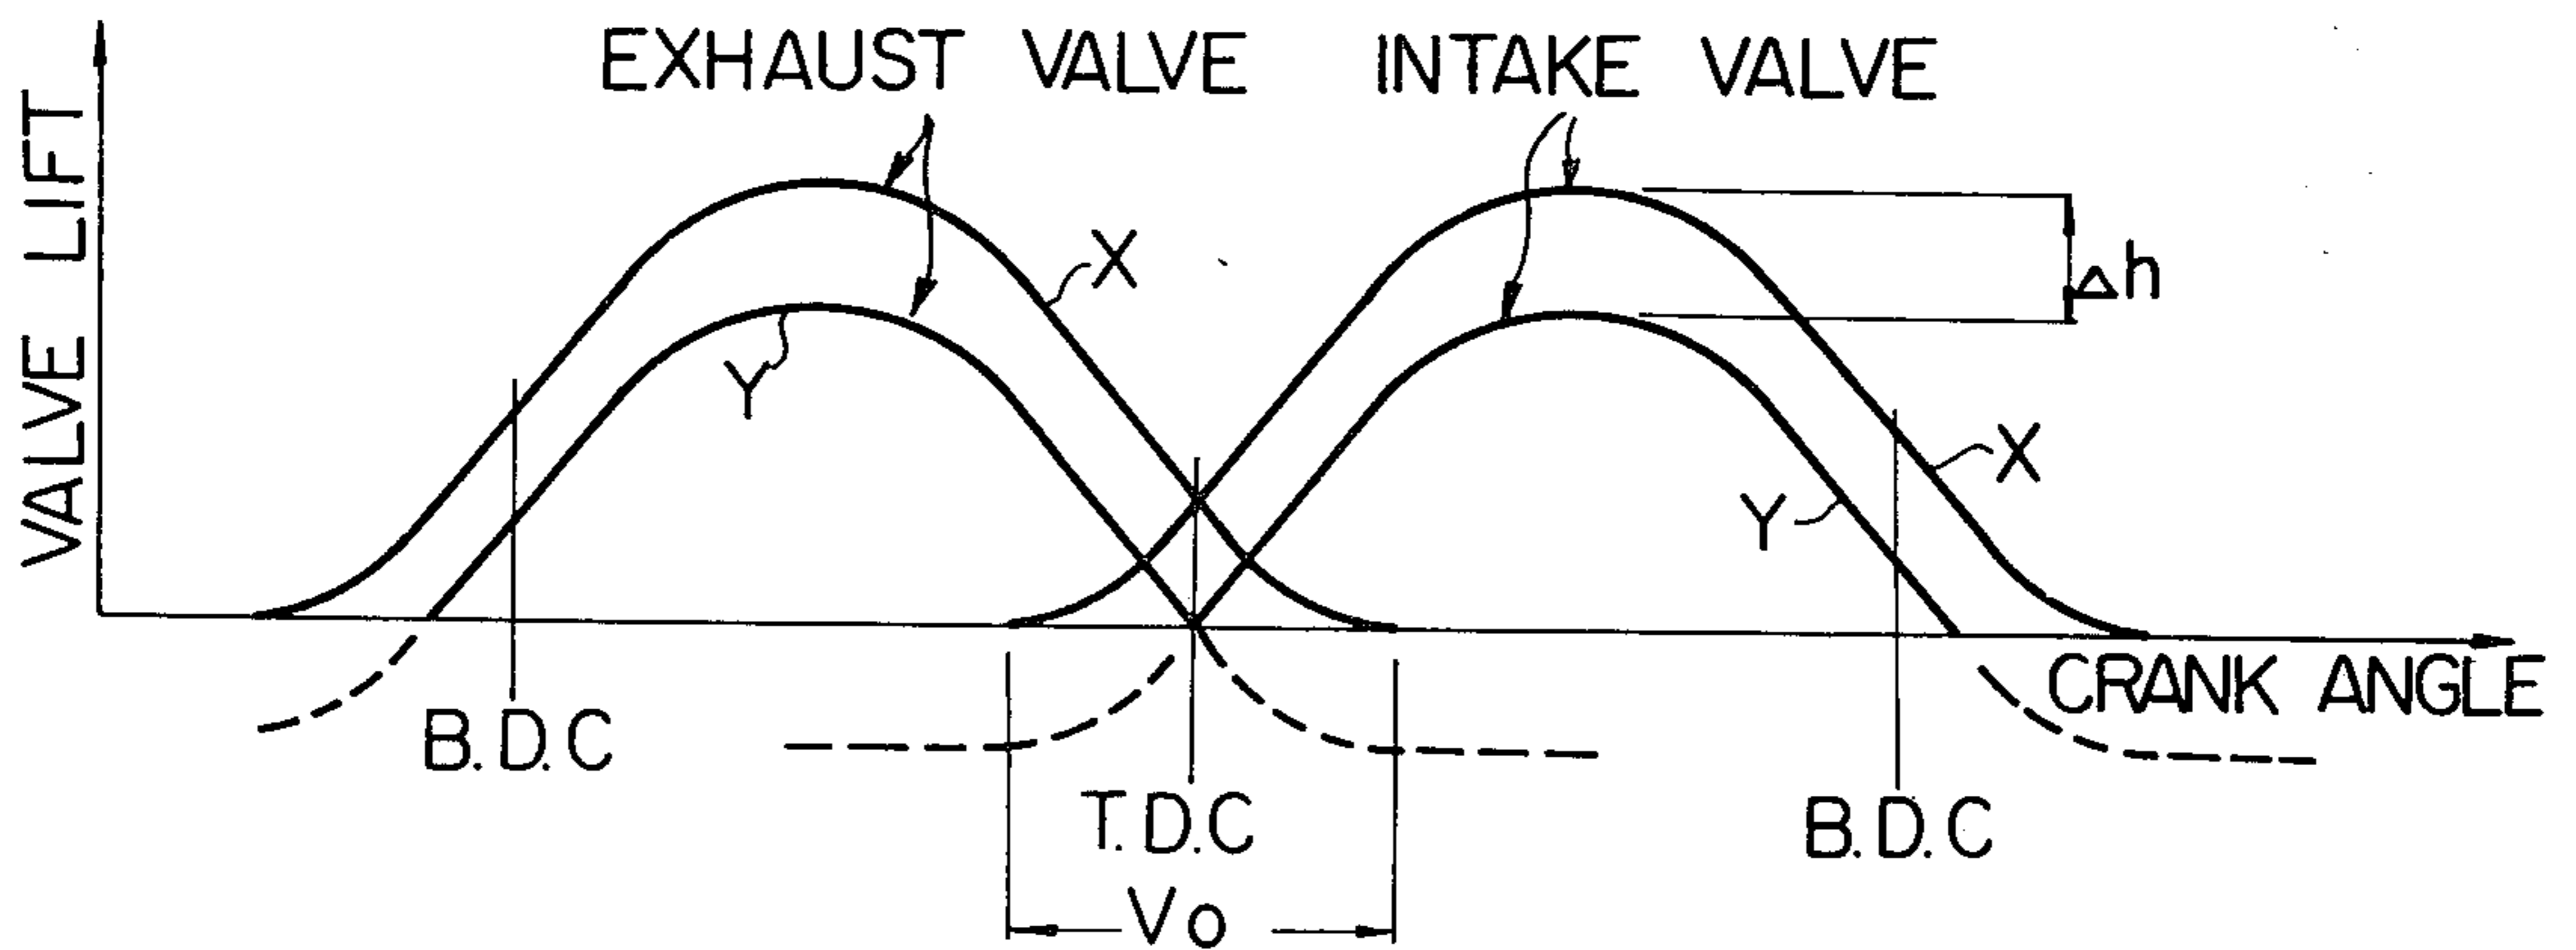 EXHAUST VALVE
INTAKE VALVE
VALVE LIFT
X
Y
Δh
X
Y
CRANK ANGLE
B.D.C
T.D.C
B.D.C
Vo